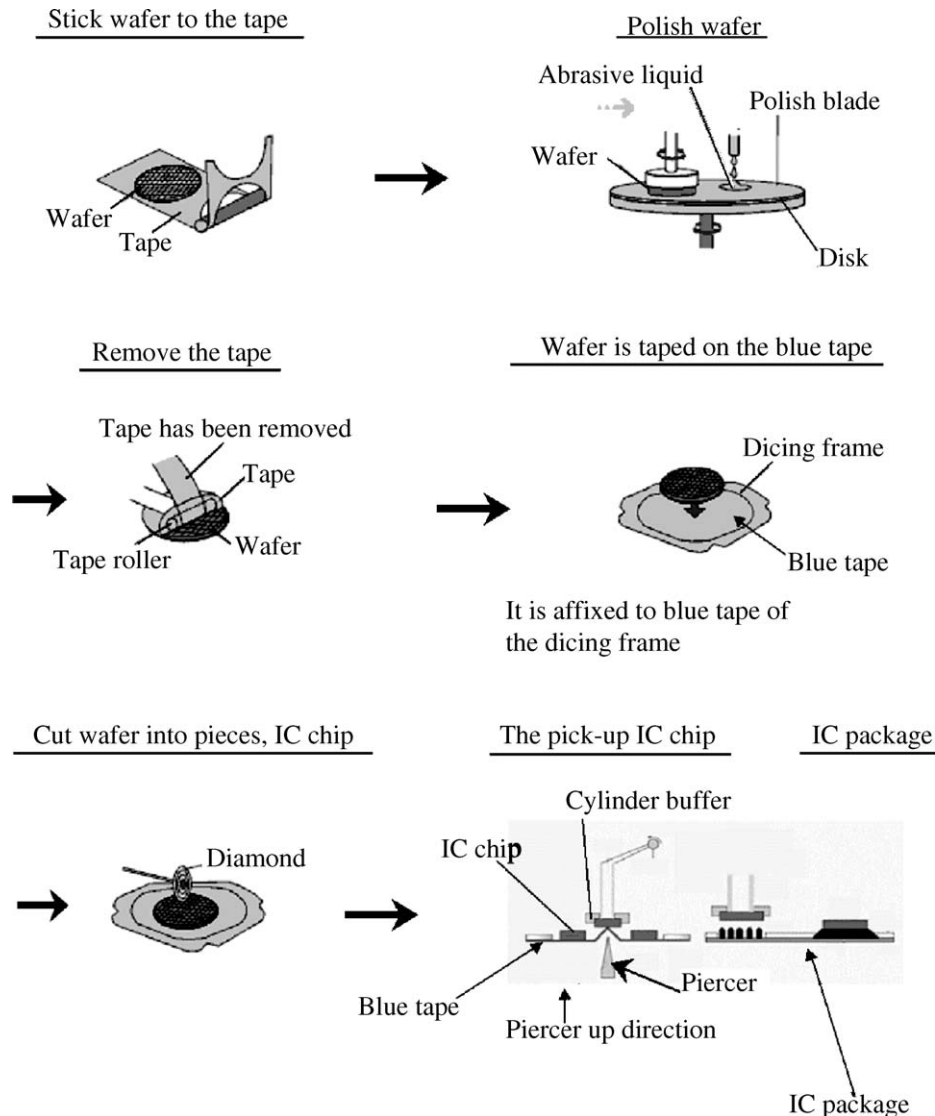 Stick wafer to the tape
Polish wafer
Abrasive liquid
Polish blade
Wafer
Wafer
Tape
Disk
Remove the tape
Wafer is taped on the blue tape
Tape has been removed
Tape
Tape roller
Wafer
Dicing frame
Blue tape
It is affixed to blue tape of
the dicing frame
Cut wafer into pieces, IC chip
The pick-up IC chip
IC package
Diamond
Cylinder buffer
IC chip
Blue tape
Piercer
Piercer up direction
IC package